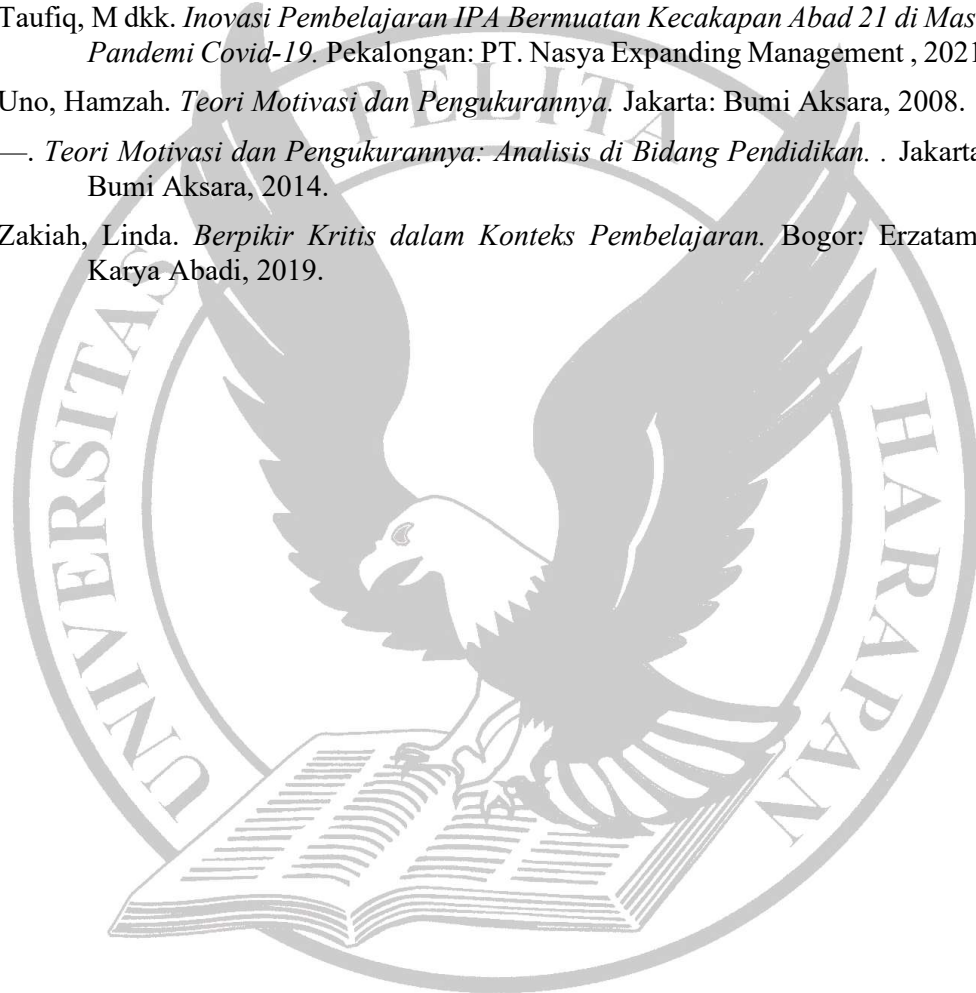 Taufiq, M dkk. Inovasi Pembelajaran IPA Bermuatan Kecakapan Abad 21 di Mas
Pandemi Covid-19. Pekalongan: PT. Nasya Expanding Management , 2021
Uno, Hamzah. Teori Motivasi dan Pengukurannya. Jakarta: Bumi Aksara, 2008.
—. Teori Motivasi dan Pengukurannya: Analisis di Bidang Pendidikan. . Jakarta
Bumi Aksara, 2014.
Zakiah, Linda. Berpikir Kritis dalam Konteks Pembelajaran. Bogor: Erzatam
Karya Abadi, 2019.
UNIVERSITAS
PELITA
HARAPAN